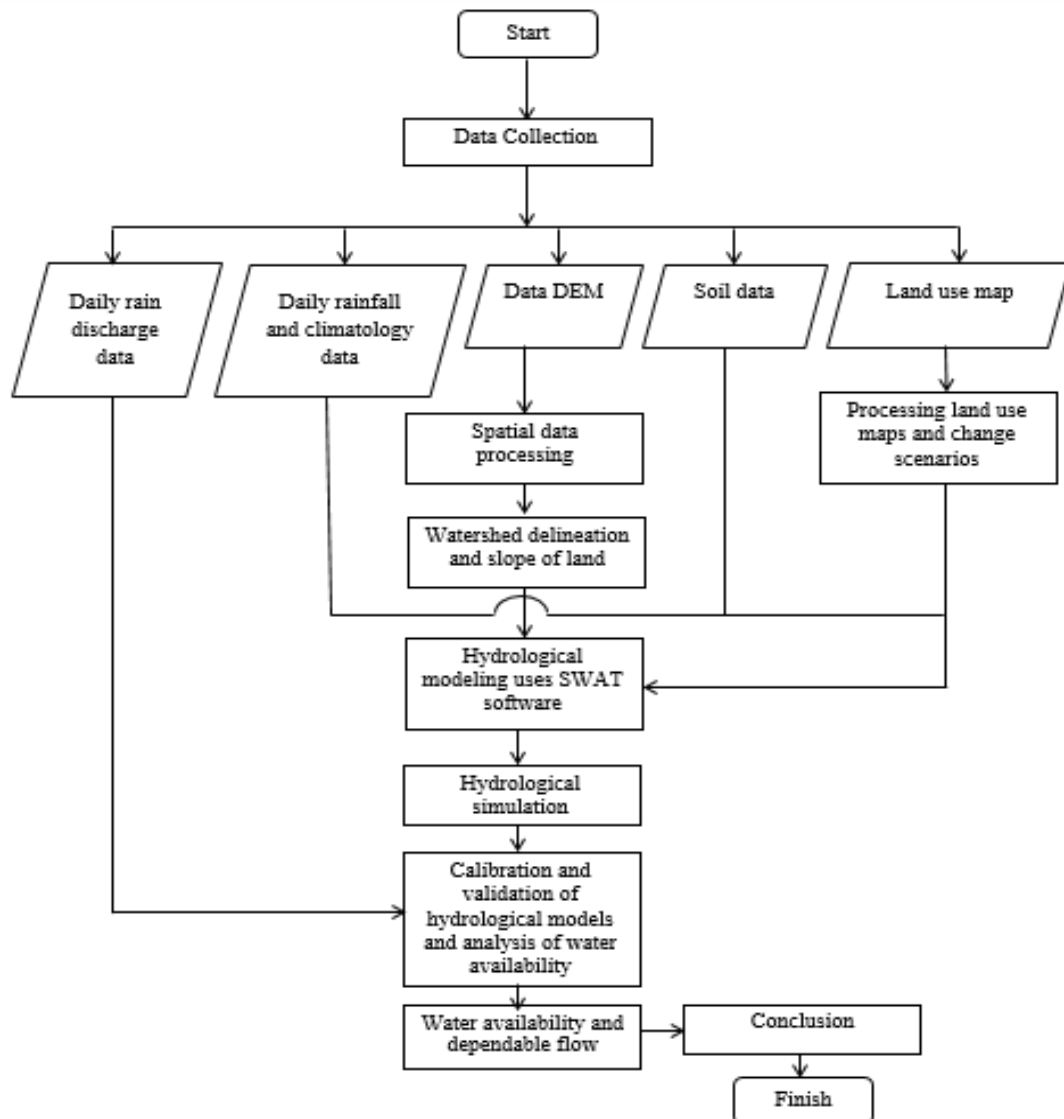 Start
Data Collection
Daily rain
discharge
data
Daily rainfall
and climatology
data
Data DEM
Soil data
Land use map
Processing land use
maps and change
scenarios
Spatial data
processing
Watershed delineation
and slope of land
Hydrological
modeling uses SWAT
software
Hydrological
simulation
Calibration and
validation of
hydrological models
and analysis of water
availability
Water availability and
dependable flow
Conclusion
Finish